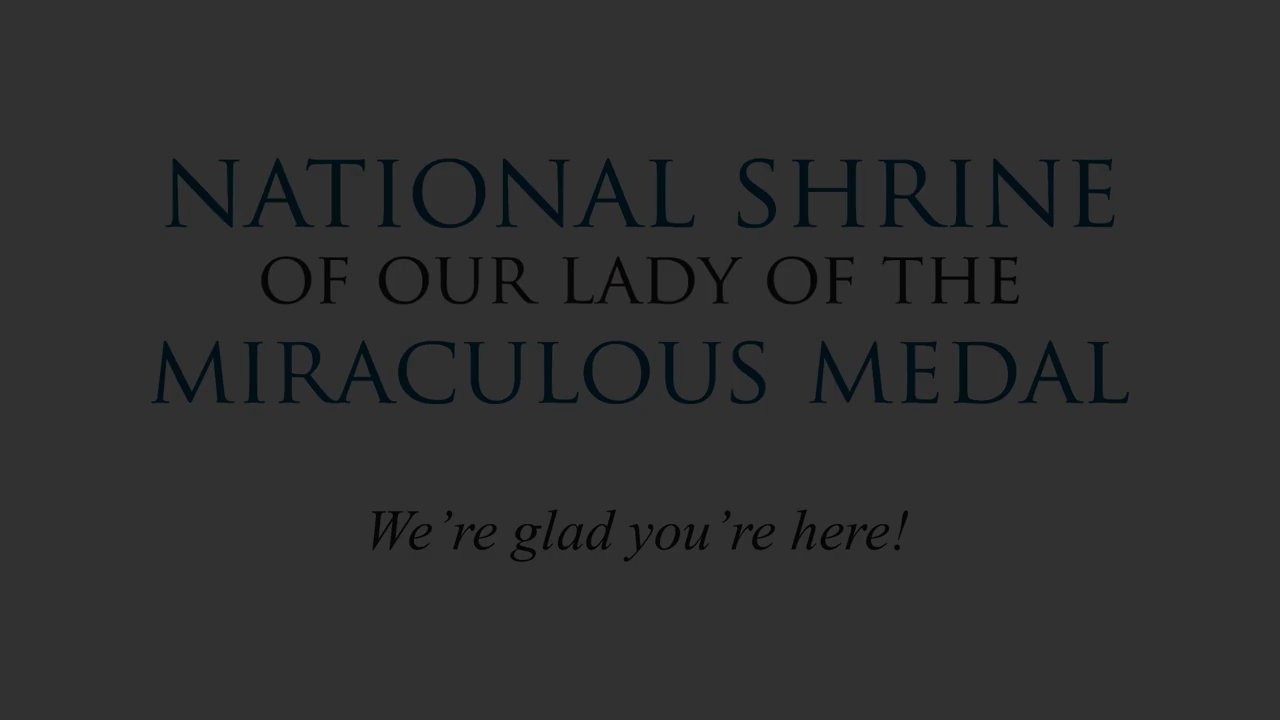 NATIONAL SHRINE
OF OUR LADY OF THE
MIRACULOUS MEDAL
We’re glad you’re here!